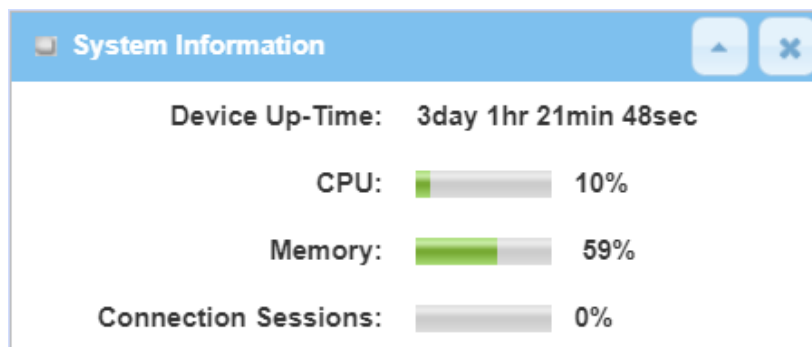 System Information
Device Up-Time: 3day 1hr 21min 48sec
CPU: 10%
Memory: 59%
Connection Sessions: 0%